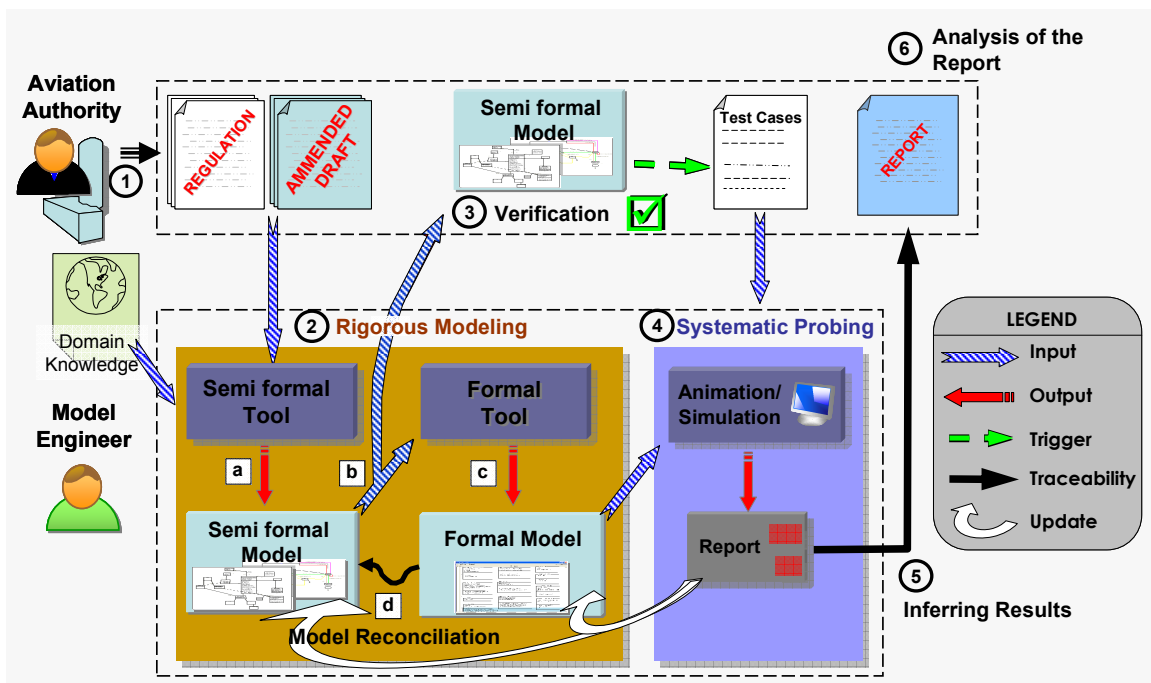 6
Analysis of the
Report
Aviation
Authority
1
REGULATION
AMMENDED
DRAFT
Semi formal
Model
Test Cases
REPORT
3
Verification
Domain
Knowledge
Model
Engineer
2
Rigorous Modeling
4
Systematic Probing
Semi formal
Tool
Formal
Tool
Animation/
Simulation
a
b
c
Semi formal
Model
Formal Model
Report
d
Model Reconciliation
5
Inferring Results
LEGEND
Input
Output
Trigger
Traceability
Update